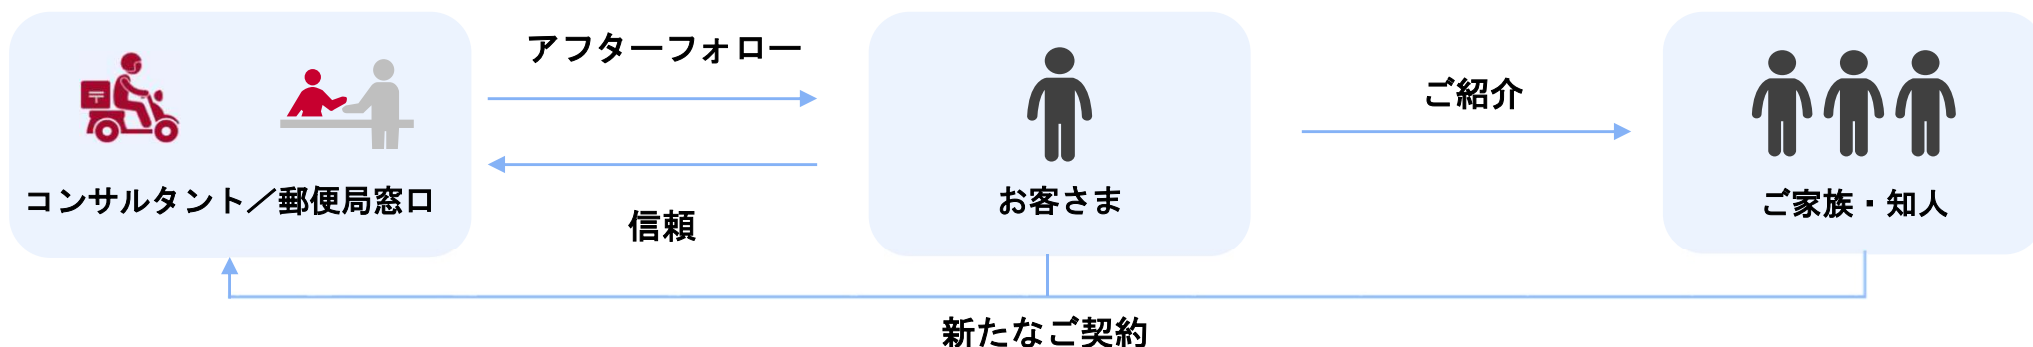 アフターフォロー
ご紹介
コンサルタント／郵便局窓口
お客さま
ご家族・知人
信頼
新たなご契約